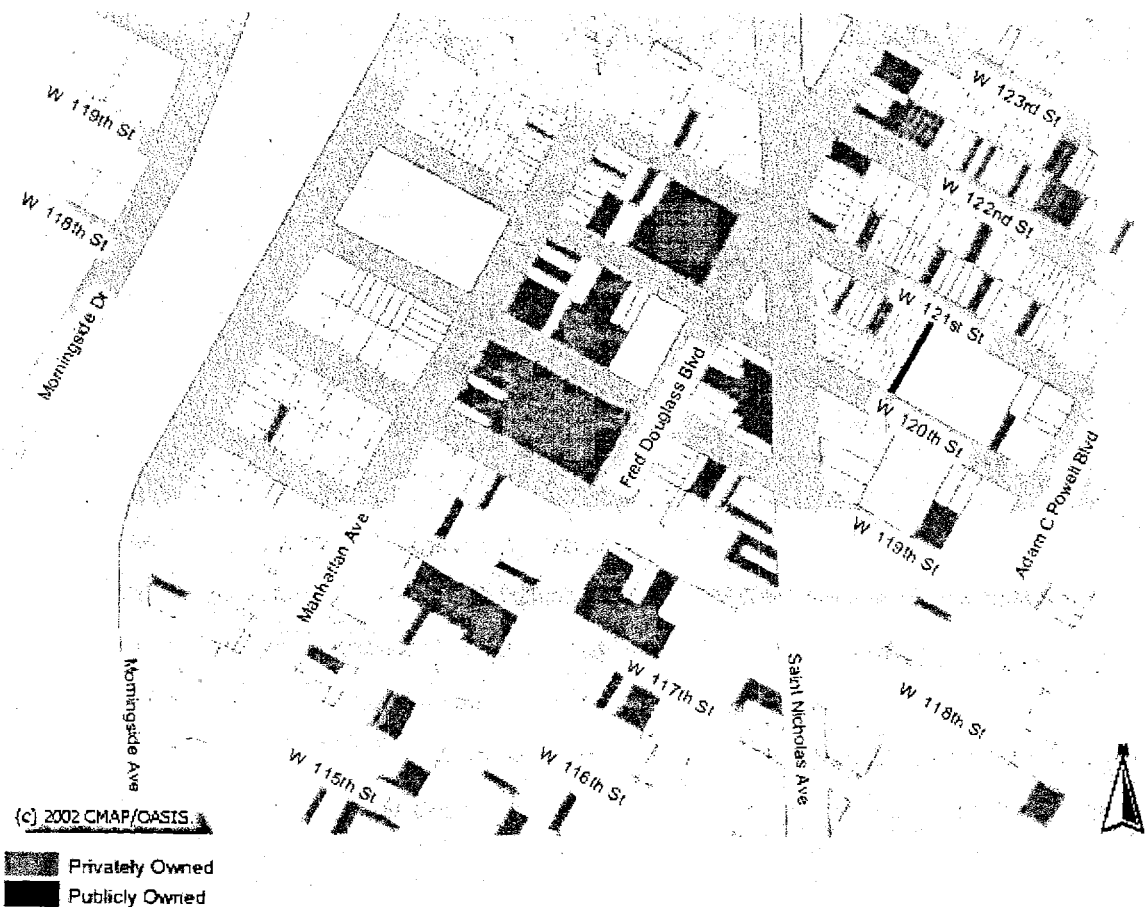 W 119th St
W 118th St
Morningside Dr
W 123rd St
W 122nd St
W 121st St
W 120th St
W 119th St
Fred Douglass Blvd
Adam C Powell Blvd
Manhattan Ave
Morningside Ave
W 117th St
W 118th St
Saint Nicholas Ave
W 115th St
W 116th St
N
(c) 2002 CMAP/OASIS.
Privately Owned
Publicly Owned